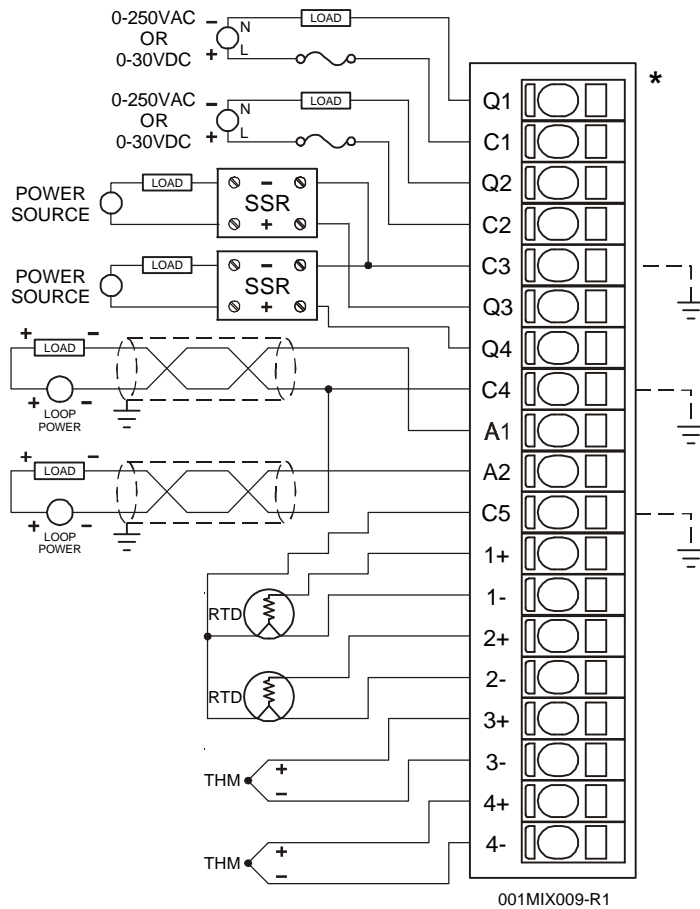 0-250VAC
OR
0-30VDC
-
+
N
L
LOAD
0-250VAC
OR
0-30VDC
-
+
N
L
LOAD
POWER
SOURCE
LOAD
-
SSR
+
POWER
SOURCE
LOAD
-
SSR
+
+
LOAD
-
+
LOOP
POWER
-
+
LOAD
-
+
LOOP
POWER
-
RTD
RTD
THM
+
-
THM
+
-
*
Q1
C1
Q2
C2
C3
Q3
Q4
C4
A1
A2
C5
1+
1-
2+
2-
3+
3-
4+
4-
001MIX009-R1